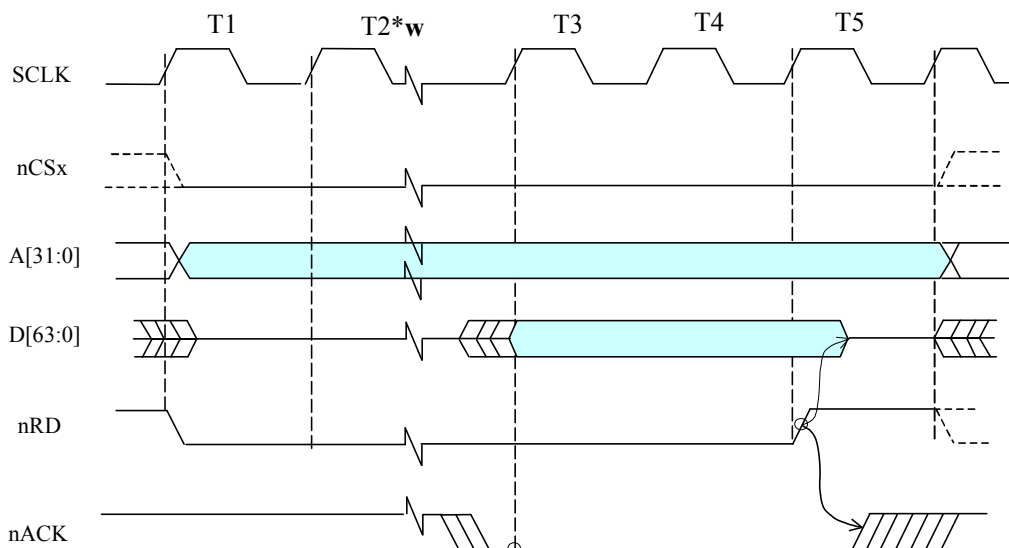 T1 T2*w T3 T4 T5
SCLK
nCSx
A[31:0]
D[63:0]
nRD
nACK